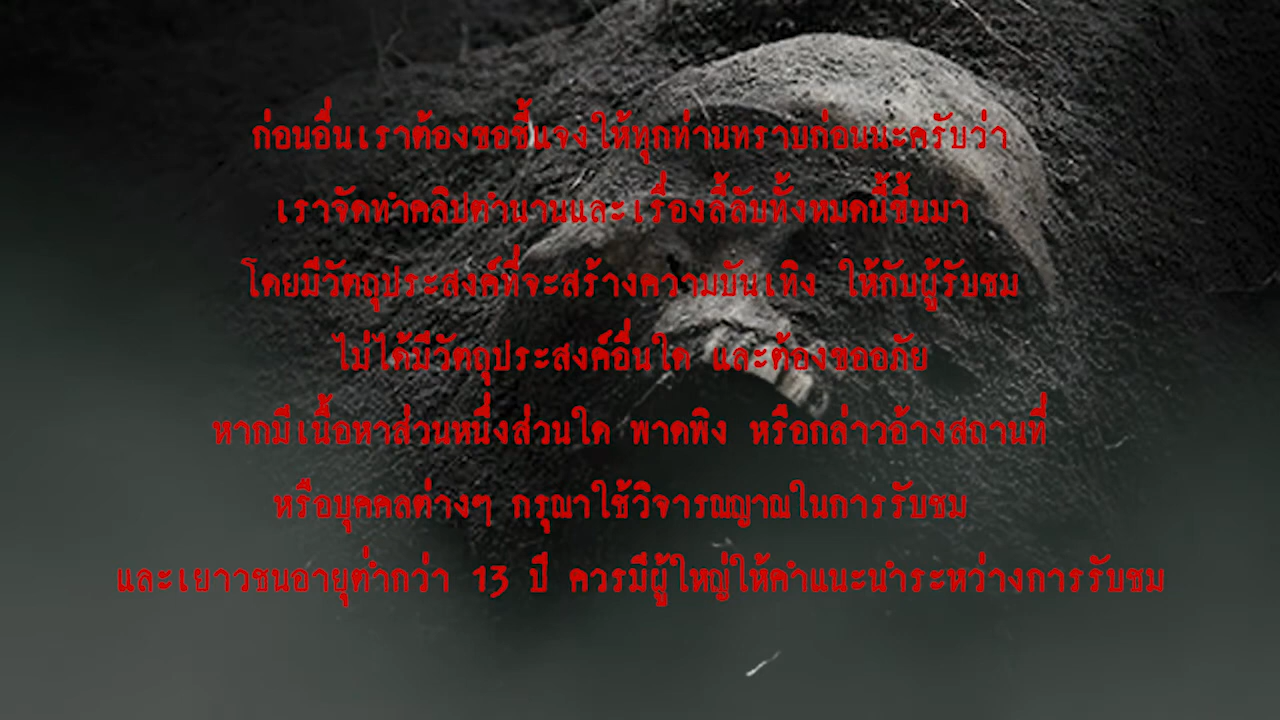 ก่อนอื่นเราต้องขอชี้แจงให้ทุกท่านทราบก่อนนะครับว่า
เราจัดทำคลิปตำนานและเรื่องลี้ลับทั้งหมดนี้ขึ้นมา
โดยมีวัตถุประสงค์ที่จะสร้างความบันเทิง ให้กับผู้รับชม
ไม่ได้มีวัตถุประสงค์อื่นใด และต้องขออภัย
หากมีเนื้อหาส่วนหนึ่งส่วนใด พาดพิง หรือกล่าวอ้างสถานที่
หรือบุคคลต่างๆ กรุณาใช้วิจารณญาณในการรับชม
และเยาวชนอายุต่ำกว่า 13 ปี ควรมีผู้ใหญ่ให้คำแนะนำระหว่างการรับชม